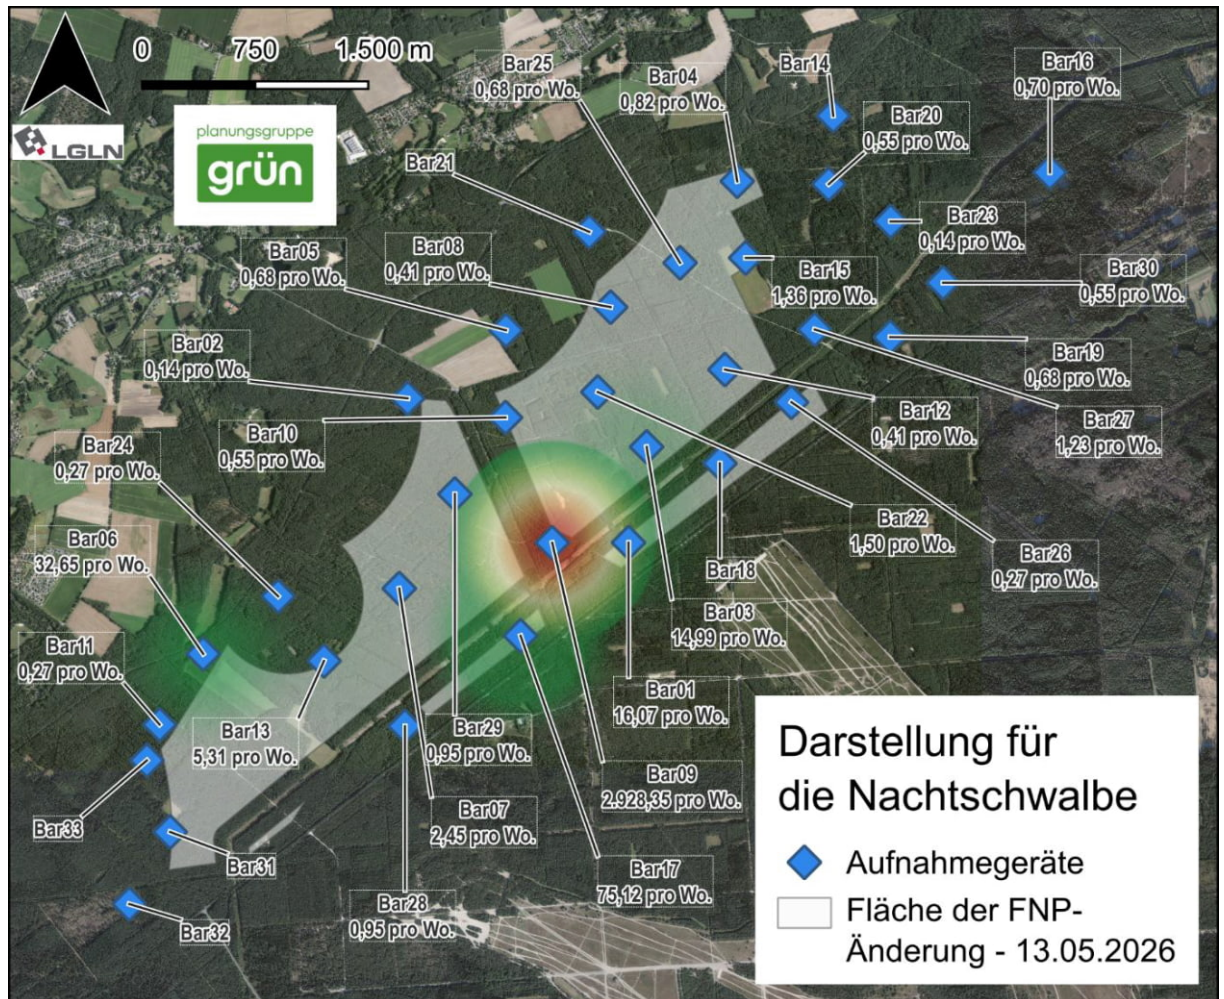 0 750 1.500 m
LGLN
planungsgruppe
grün
Bar25
0,68 pro Wo.
Bar04
0,82 pro Wo.
Bar14
Bar16
0,70 pro Wo.
Bar20
0,55 pro Wo.
Bar21
Bar23
0,14 pro Wo.
Bar05
0,68 pro Wo.
Bar08
0,41 pro Wo.
Bar15
1,36 pro Wo.
Bar30
0,55 pro Wo.
Bar02
0,14 pro Wo.
Bar19
0,68 pro Wo.
Bar12
0,41 pro Wo.
Bar27
1,23 pro Wo.
Bar10
0,55 pro Wo.
Bar24
0,27 pro Wo.
Bar22
1,50 pro Wo.
Bar06
32,65 pro Wo.
Bar26
0,27 pro Wo.
Bar18
Bar03
14,99 pro Wo.
Bar11
0,27 pro Wo.
Bar01
16,07 pro Wo.
Bar13
5,31 pro Wo.
Bar29
0,95 pro Wo.
Bar09
2.928,35 pro Wo.
Bar07
2,45 pro Wo.
Bar33
Bar31
Bar17
75,12 pro Wo.
Bar28
0,95 pro Wo.
Bar32
Darstellung für
die Nachtschwalbe
Aufnahmegeräte
Fläche der FNP-
Änderung - 13.05.2026